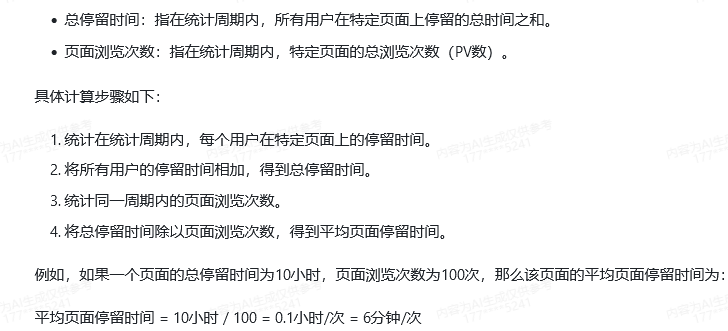 • 总停留时间：指在统计周期内，所有用户在特定页面上停留的总时间之和。
• 页面浏览次数：指在统计周期内，特定页面的总浏览次数（PV数）。
具体计算步骤如下：
1. 统计在统计周期内，每个用户在特定页面上的停留时间。
2. 将所有用户的停留时间相加，得到总停留时间。
3. 统计同一周期内的页面浏览次数。
4. 将总停留时间除以页面浏览次数，得到平均页面停留时间。
例如，如果一个页面的总停留时间为10小时，页面浏览次数为100次，那么该页面的平均页面停留时间为：
平均页面停留时间 = 10小时 / 100 = 0.1小时/次 = 6分钟/次